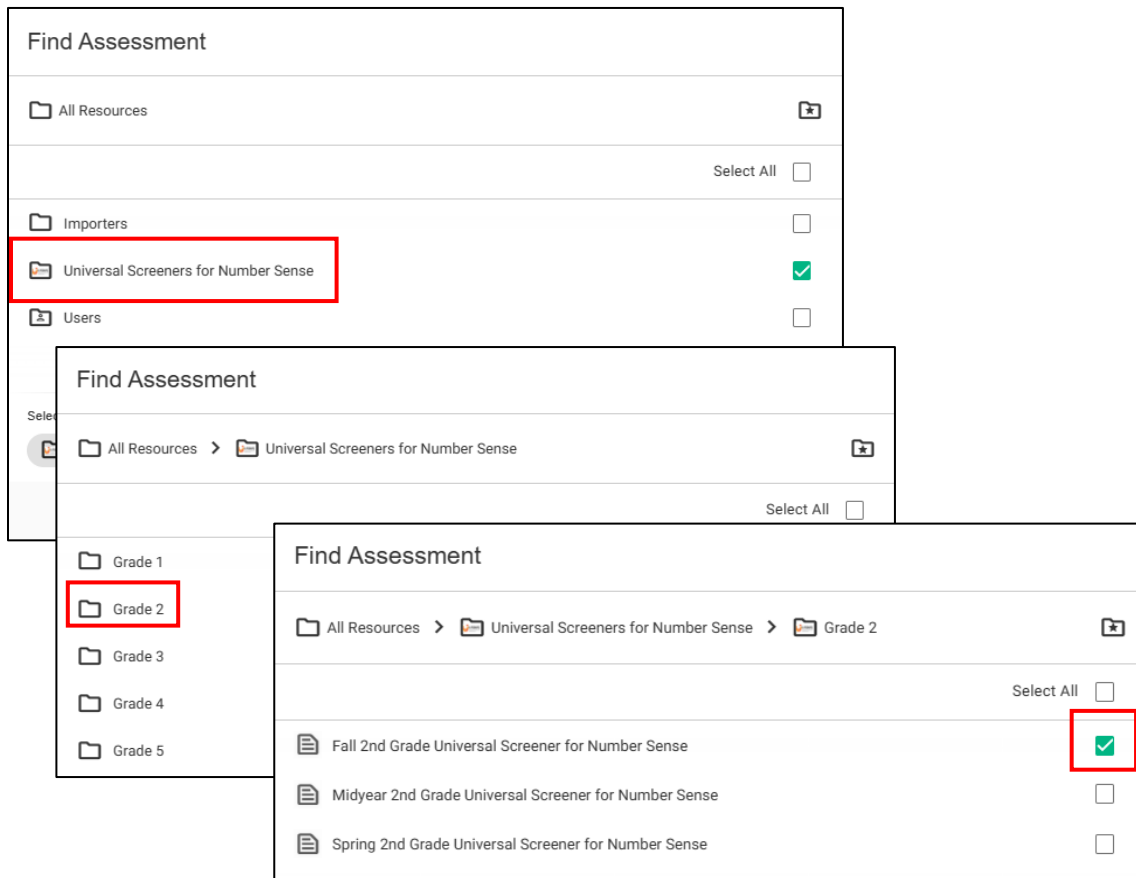 Find Assessment
All Resources
Select All
Importers
Universal Screeners for Number Sense
Users
Find Assessment
All Resources > Universal Screeners for Number Sense
Select All
Grade 1
Grade 2
Grade 3
Grade 4
Grade 5
Find Assessment
All Resources > Universal Screeners for Number Sense > Grade 2
Select All
Fall 2nd Grade Universal Screener for Number Sense
Midyear 2nd Grade Universal Screener for Number Sense
Spring 2nd Grade Universal Screener for Number Sense